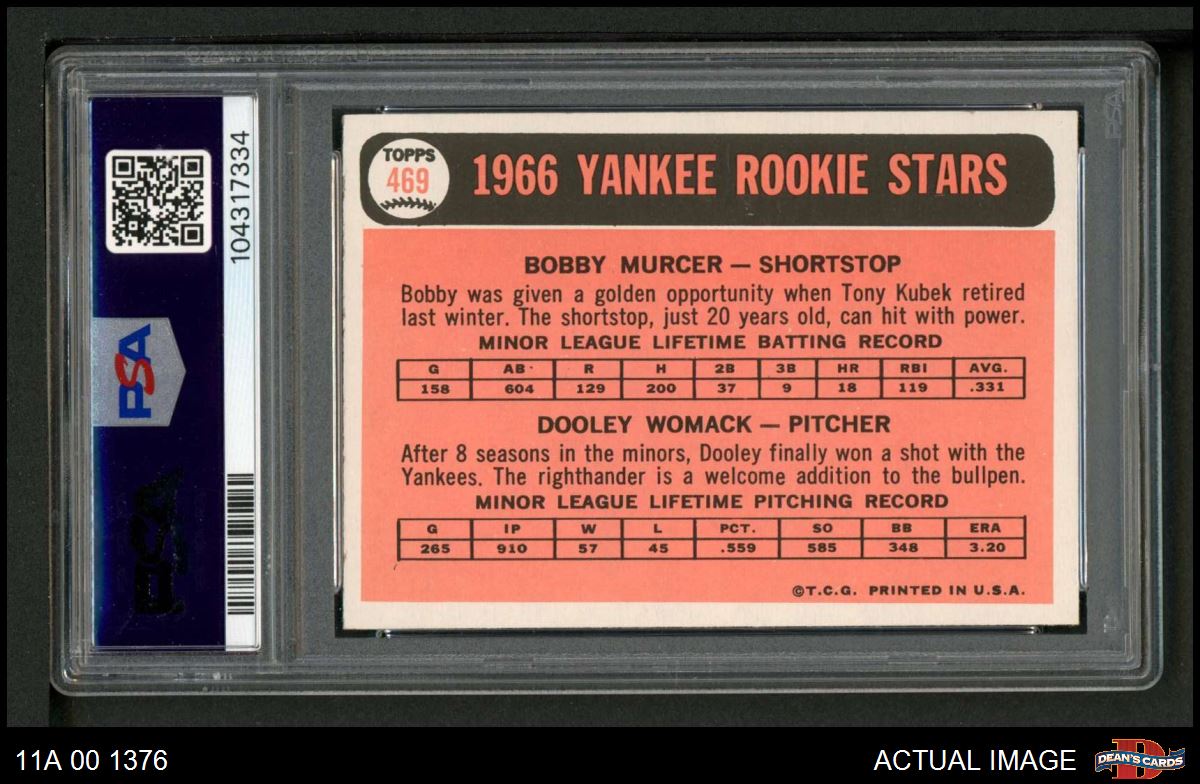 TOPPS
469
1966 YANKEE ROOKIE STARS
BOBBY MURCER — SHORTSTOP
Bobby was given a golden opportunity when Tony Kubek retired
last winter. The shortstop, just 20 years old, can hit with power.
MINOR LEAGUE LIFETIME BATTING RECORD
G AB R H 2B 3B HR RBI AVG.
158 604 129 200 37 9 18 119 .331
DOOLEY WOMACK — PITCHER
After 8 seasons in the minors, Dooley finally won a shot with the
Yankees. The righthander is a welcome addition to the bullpen.
MINOR LEAGUE LIFETIME PITCHING RECORD
G IP W L PCT. SO BB ERA
265 910 57 45 .559 585 348 3.20
©T.C.G. PRINTED IN U.S.A.
104317334
PSA
PSA
PSA
11A 00 1376
ACTUAL IMAGE
D
DEAN'S CARDS